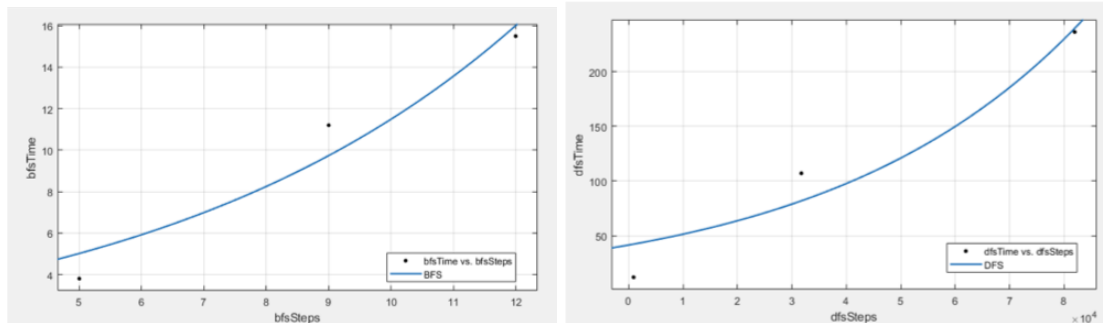 16
14
12
10
8
6
4
bfsTime
5 6 7 8 9 10 11 12
bfsSteps
bfsTime vs. bfsSteps
BFS
200
150
100
50
dfsTime
0 1 2 3 4 5 6 7 8
×10^4
dfsSteps
dfsTime vs. dfsSteps
DFS